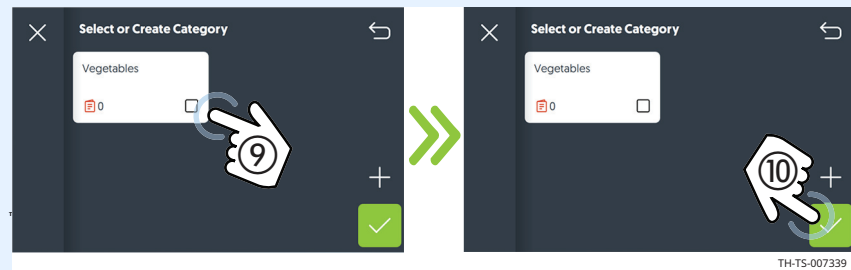 Select or Create Category
Vegetables
0
9
Select or Create Category
Vegetables
0
10
TH-TS-007339